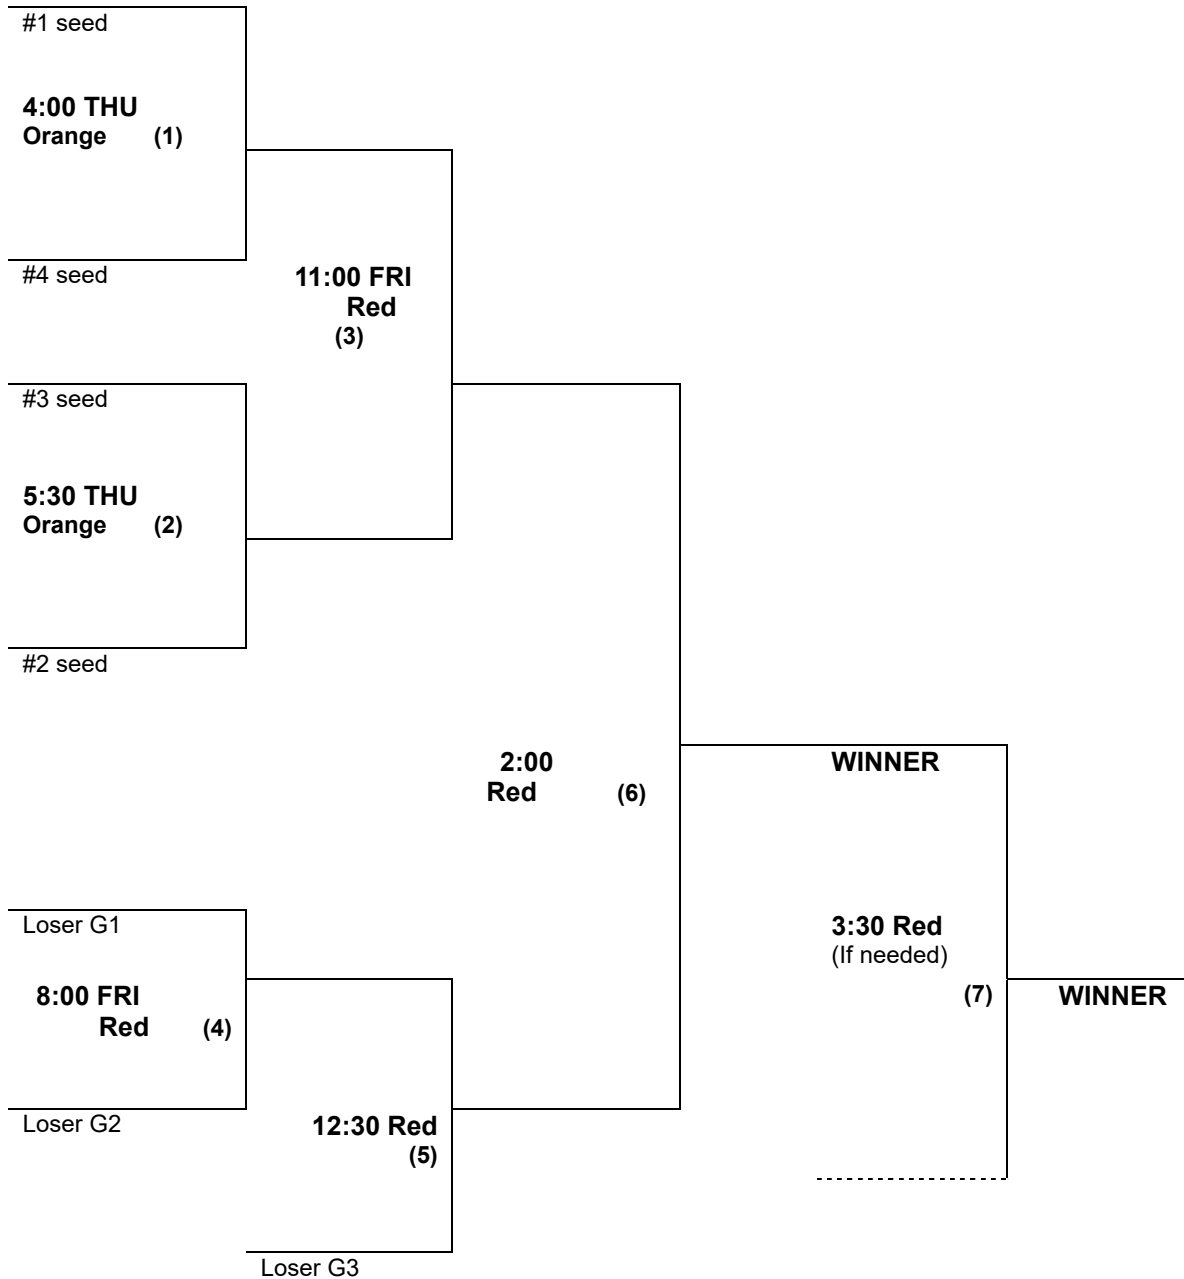 #1 seed
4:00 THU
Orange (1)
#4 seed
11:00 FRI
Red
(3)
#3 seed
5:30 THU
Orange (2)
#2 seed
2:00
Red (6)
WINNER
Loser G1
8:00 FRI
Red (4)
Loser G2
12:30 Red
(5)
Loser G3
3:30 Red
(If needed)
(7)
WINNER